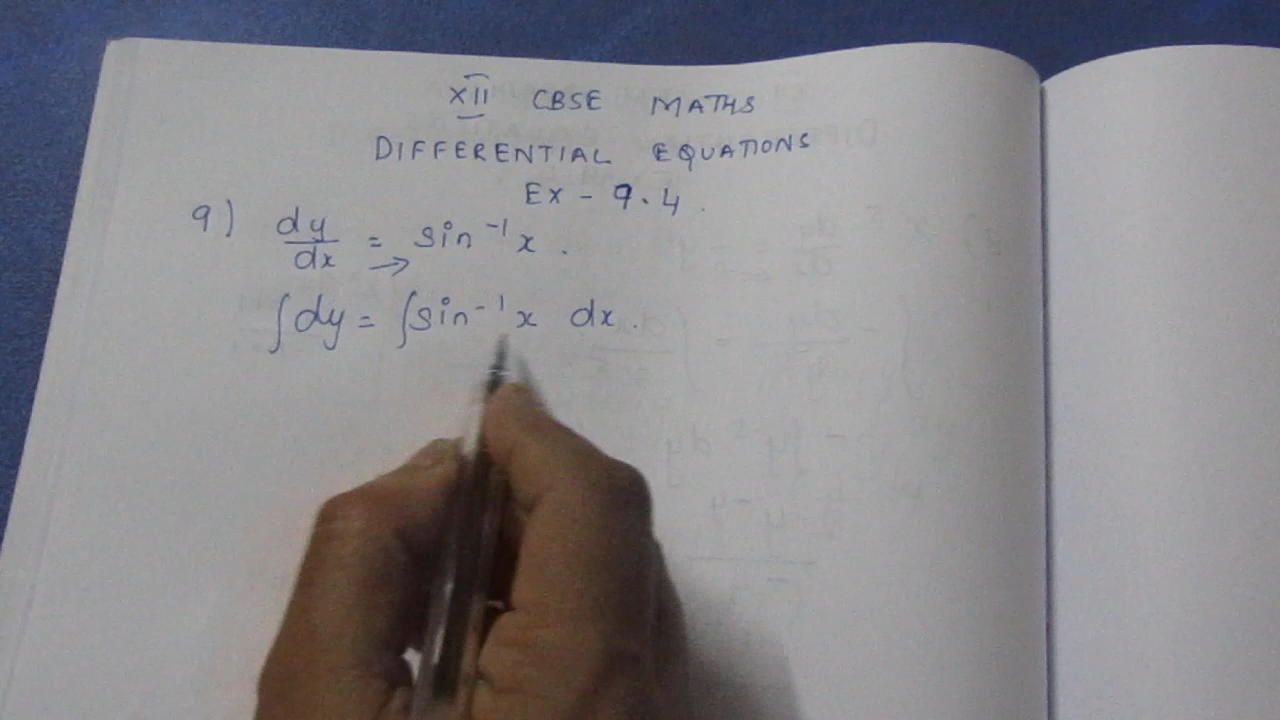 XII CBSE MATHS
DIFFERENTIAL EQUATIONS
Ex - 9.4.
9) dy/dx = sin⁻¹x.
→
∫dy = ∫sin⁻¹x dx.